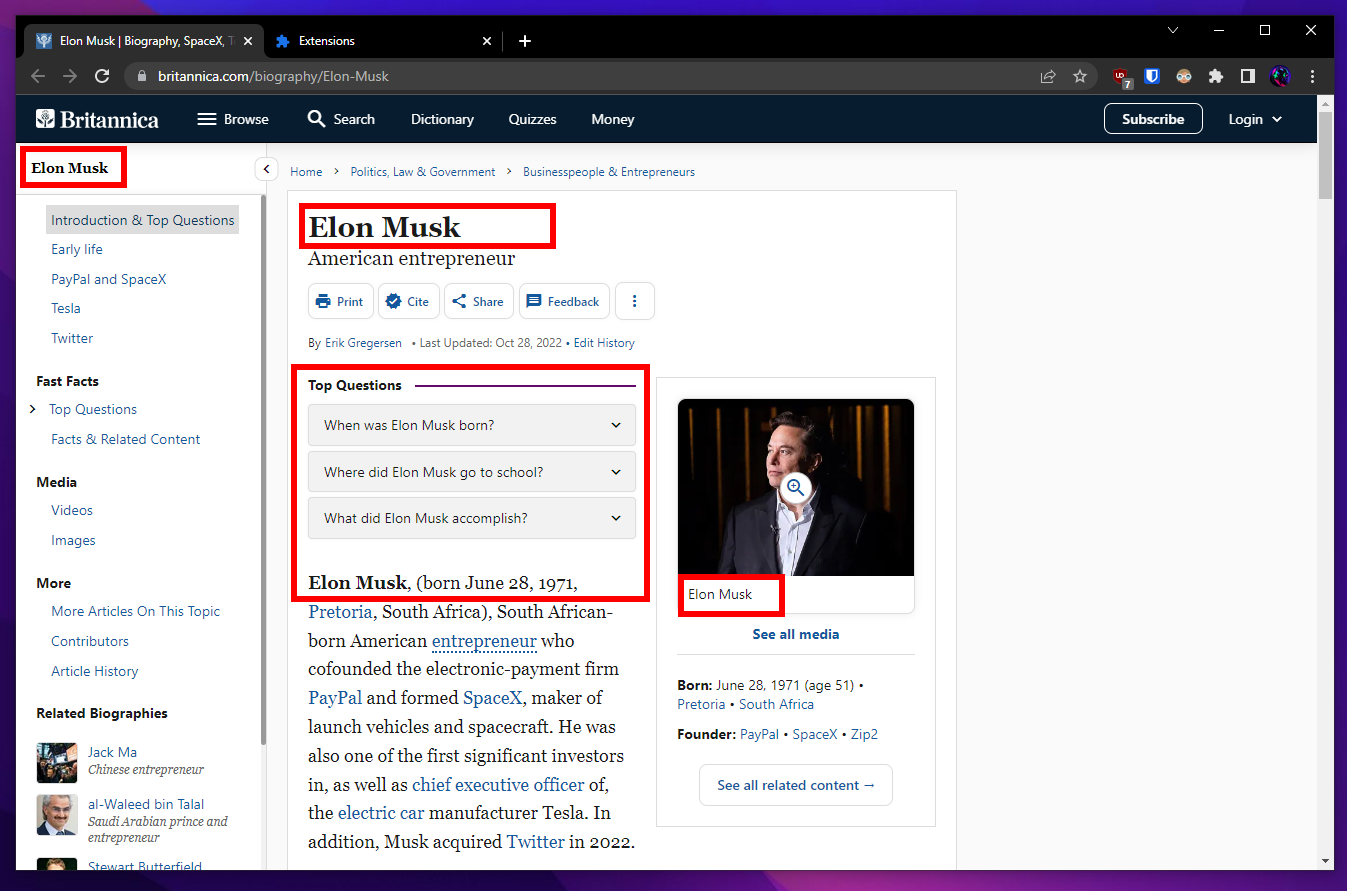 Elon Musk | Biography, SpaceX, T
Extensions
britannica.com/biography/Elon-Musk
7
Britannica
Browse
Search
Dictionary
Quizzes
Money
Subscribe
Login
Elon Musk
Introduction & Top Questions
Early life
PayPal and SpaceX
Tesla
Twitter
Fast Facts
Top Questions
Facts & Related Content
Media
Videos
Images
More
More Articles On This Topic
Contributors
Article History
Related Biographies
Jack Ma
Chinese entrepreneur
al-Waleed bin Talal
Saudi Arabian prince and
entrepreneur
Stewart Butterfield
Home > Politics, Law & Government > Businesspeople & Entrepreneurs
Elon Musk
American entrepreneur
Print
Cite
Share
Feedback
By Erik Gregersen • Last Updated: Oct 28, 2022 • Edit History
Top Questions
When was Elon Musk born?
Where did Elon Musk go to school?
What did Elon Musk accomplish?
Elon Musk, (born June 28, 1971,
Pretoria, South Africa), South African-
born American entrepreneur who
cofounded the electronic-payment firm
PayPal and formed SpaceX, maker of
launch vehicles and spacecraft. He was
also one of the first significant investors
in, as well as chief executive officer of,
the electric car manufacturer Tesla. In
addition, Musk acquired Twitter in 2022.
Elon Musk
See all media
Born: June 28, 1971 (age 51) •
Pretoria • South Africa
Founder: PayPal • SpaceX • Zip2
See all related content →